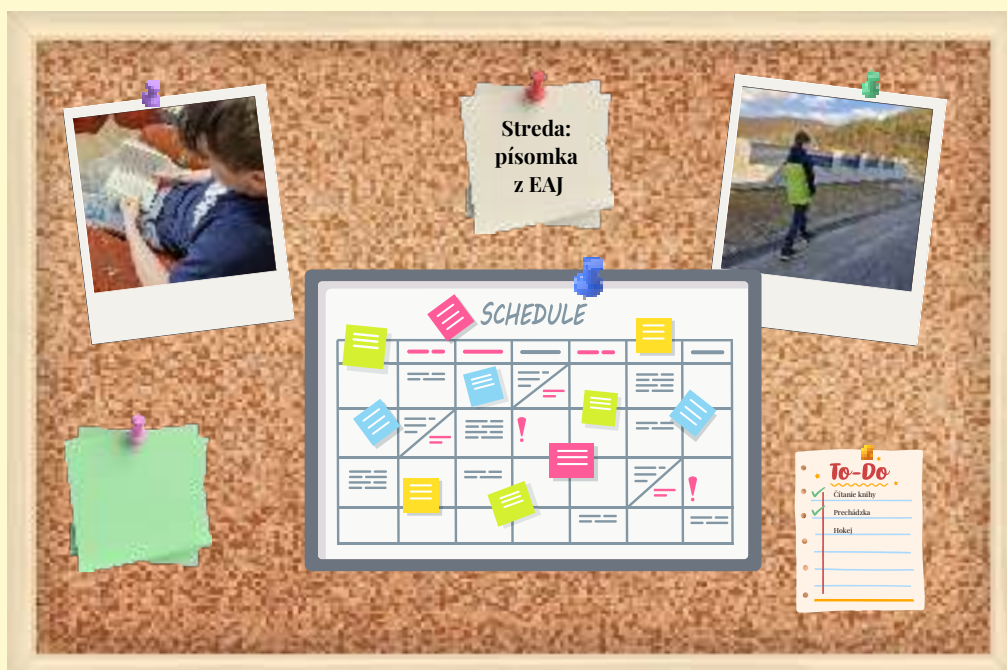 Streda:
písomka
z EAJ
SCHEDULE
To-Do
Čítanie knihy
Prechádzka
Hokej